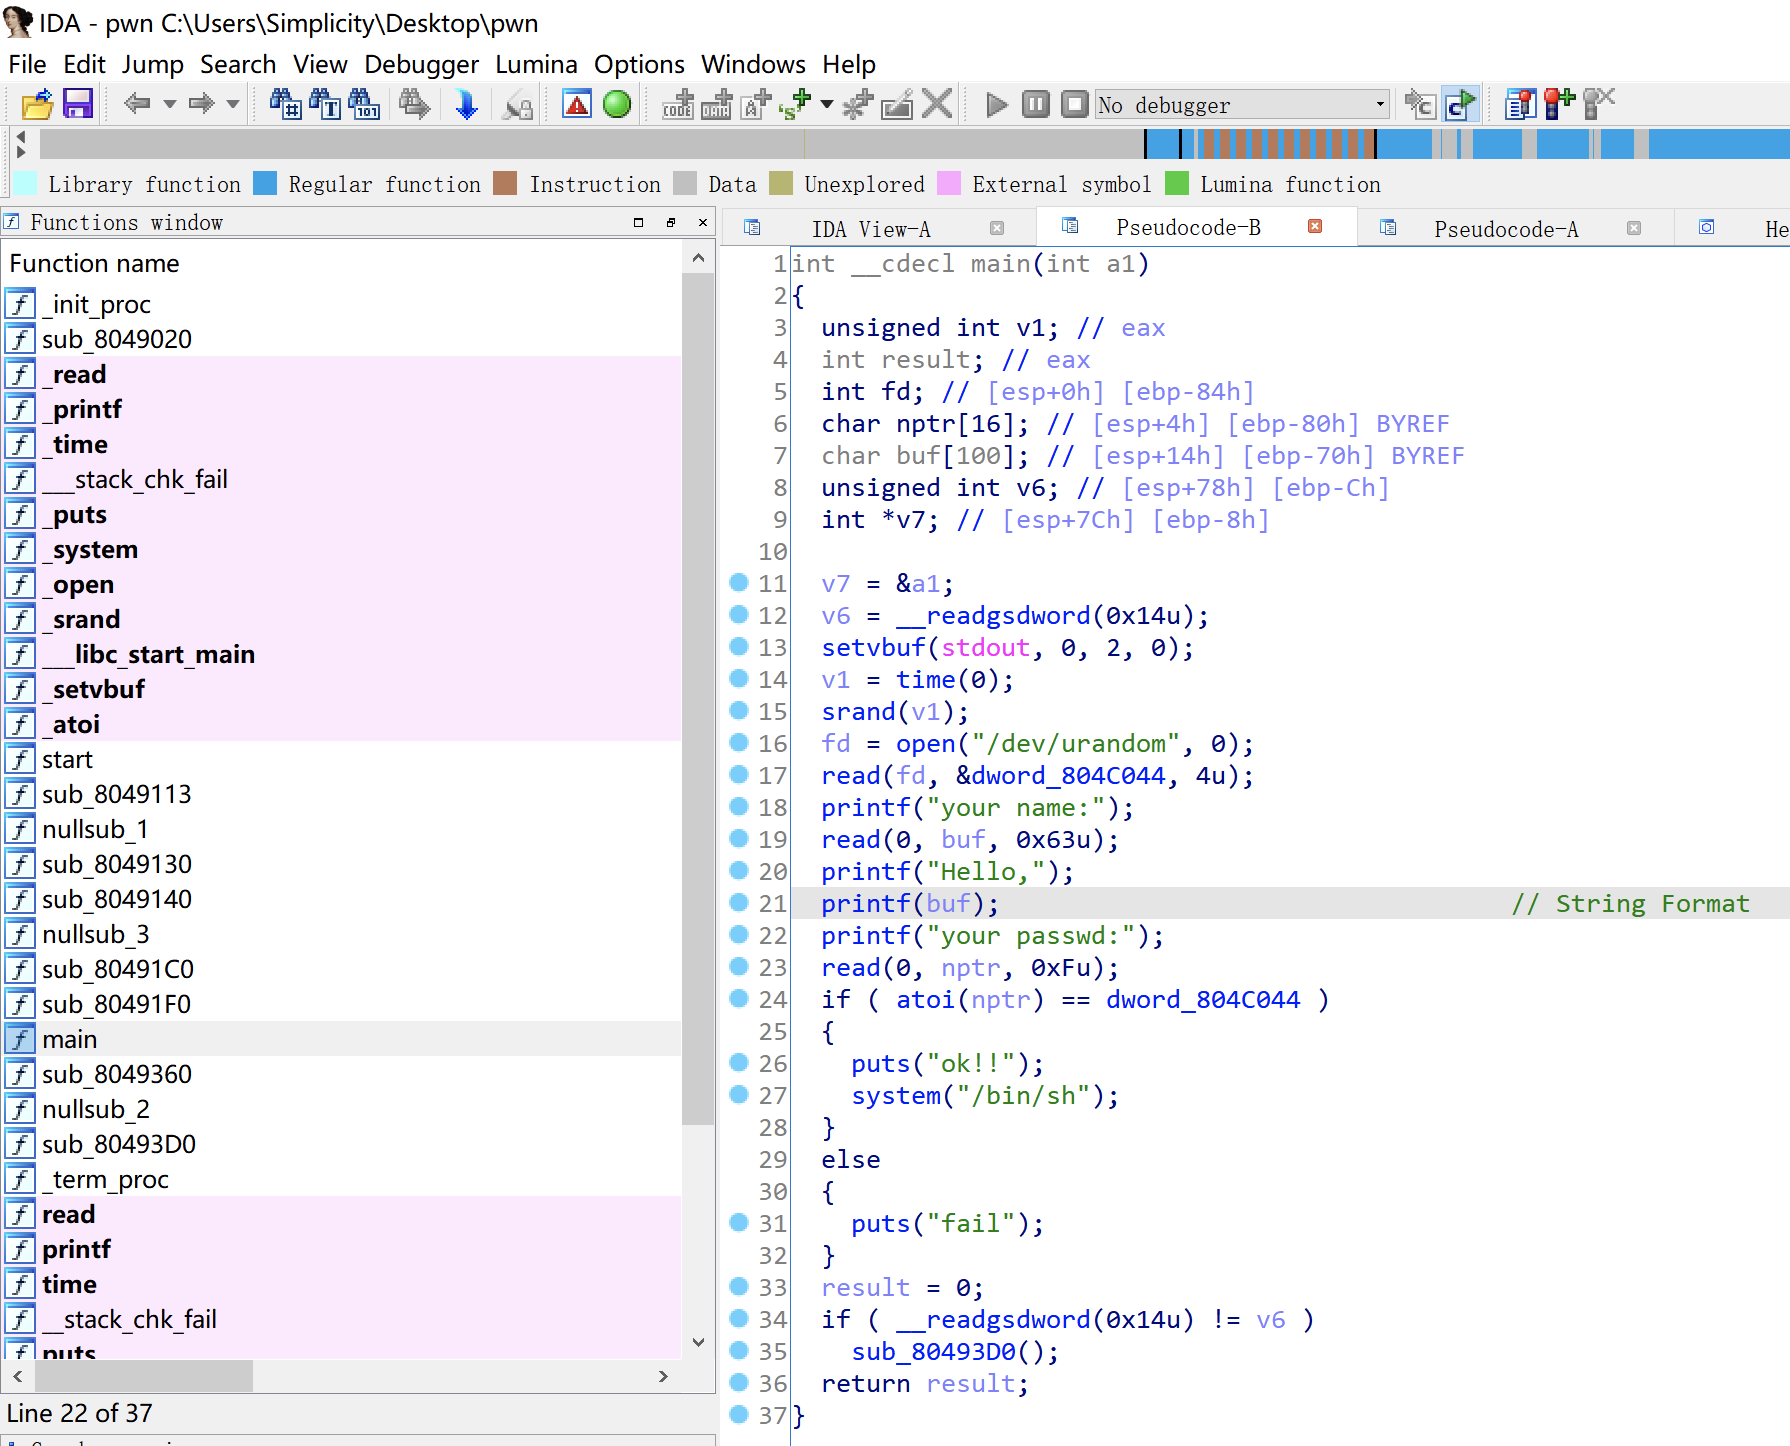 IDA - pwn C:\Users\Simplicity\Desktop\pwn
File Edit Jump Search View Debugger Lumina Options Windows Help
No debugger
Library function Regular function Instruction Data Unexplored External symbol Lumina function
Functions window
IDA View-A Pseudocode-B Pseudocode-A He
Function name
_init_proc
sub_8049020
_read
_printf
_time
___stack_chk_fail
_puts
_system
_open
_srand
___libc_start_main
_setvbuf
_atoi
start
sub_8049113
nullsub_1
sub_8049130
sub_8049140
nullsub_3
sub_80491C0
sub_80491F0
main
sub_8049360
nullsub_2
sub_80493D0
_term_proc
read
printf
time
__stack_chk_fail
puts
Line 22 of 37
1 int __cdecl main(int a1)
2 {
3   unsigned int v1; // eax
4   int result; // eax
5   int fd; // [esp+0h] [ebp-84h]
6   char nptr[16]; // [esp+4h] [ebp-80h] BYREF
7   char buf[100]; // [esp+14h] [ebp-70h] BYREF
8   unsigned int v6; // [esp+78h] [ebp-Ch]
9   int *v7; // [esp+7Ch] [ebp-8h]
10
11   v7 = &a1;
12   v6 = __readgsdword(0x14u);
13   setvbuf(stdout, 0, 2, 0);
14   v1 = time(0);
15   srand(v1);
16   fd = open("/dev/urandom", 0);
17   read(fd, &dword_804C044, 4u);
18   printf("your name:");
19   read(0, buf, 0x63u);
20   printf("Hello,");
21   printf(buf); // String Format
22   printf("your passwd:");
23   read(0, nptr, 0xFu);
24   if ( atoi(nptr) == dword_804C044 )
25   {
26     puts("ok!!");
27     system("/bin/sh");
28   }
29   else
30   {
31     puts("fail");
32   }
33   result = 0;
34   if ( __readgsdword(0x14u) != v6 )
35     sub_80493D0();
36   return result;
37 }